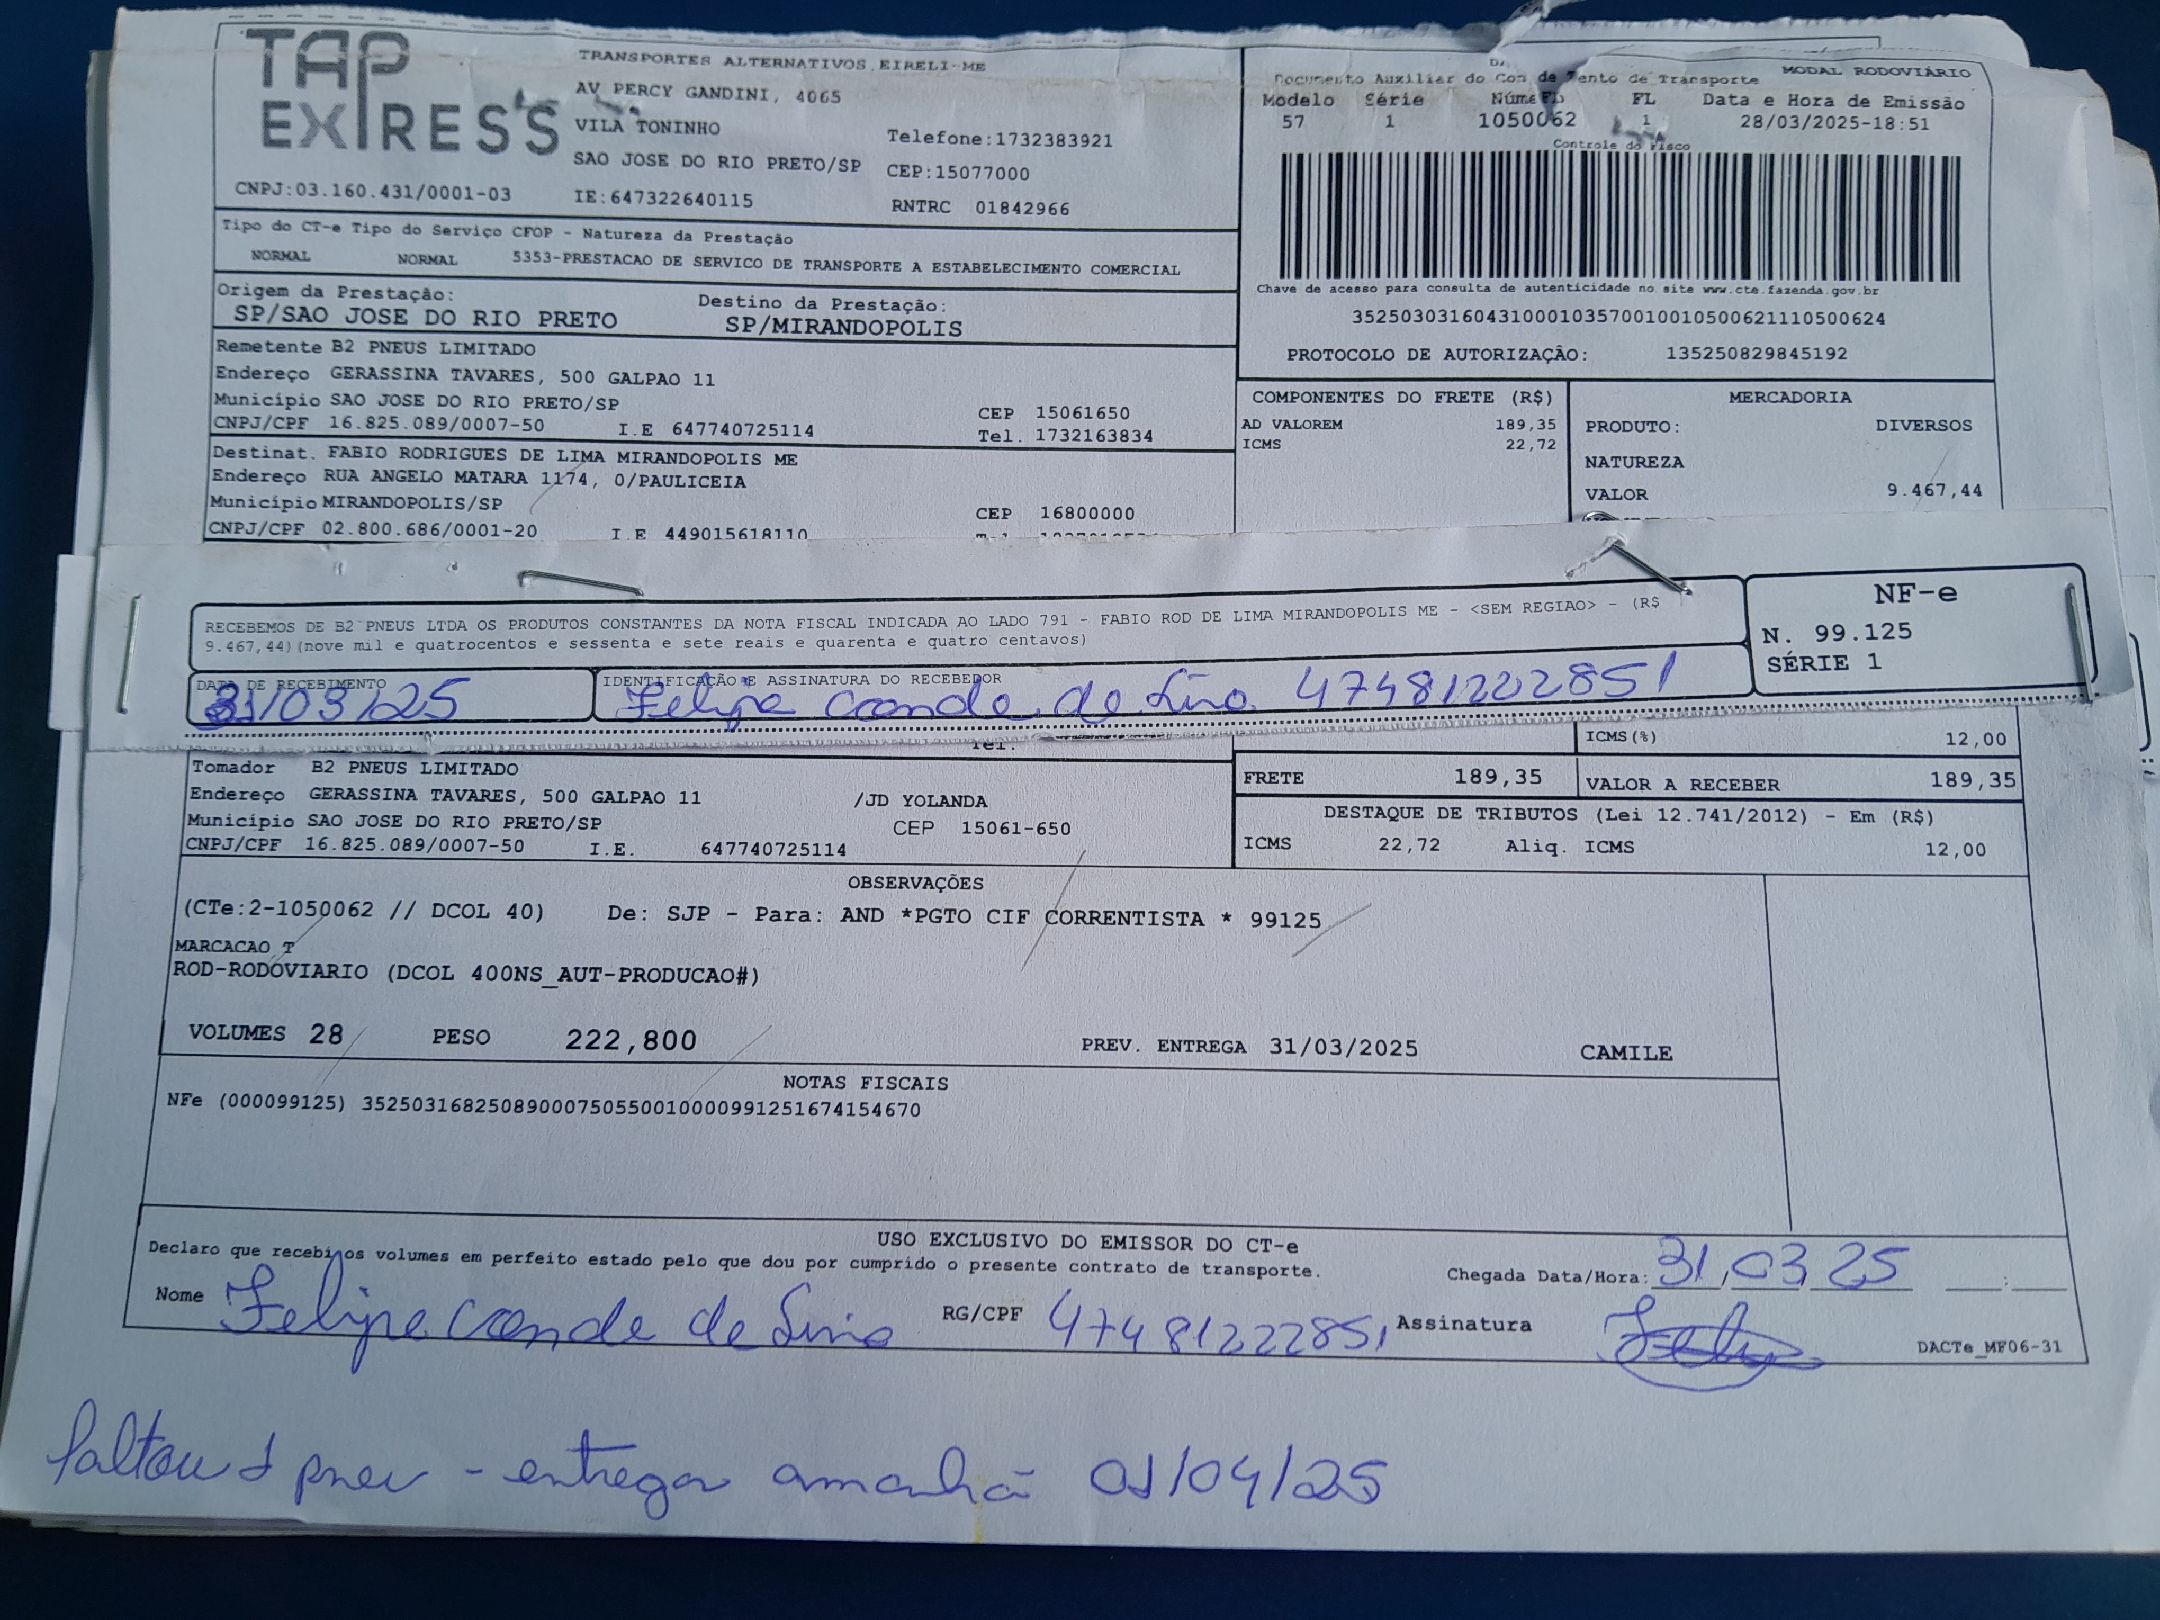 TAP EXPRESS
TRANSPORTES ALTERNATIVOS EIRELI-ME
AV PERCY GANDINI, 4065
VILA TONINHO
Telefone:1732383921
SAO JOSE DO RIO PRETO/SP CEP:15077000
CNPJ:03.160.431/0001-03 IE:647322640115 RNTRC 01842966
Tipo do CT-e Tipo do Serviço CFOP - Natureza da Prestação
NORMAL NORMAL 5353-PRESTACAO DE SERVICO DE TRANSPORTE A ESTABELECIMENTO COMERCIAL
Origem da Prestação: Destino da Prestação:
SP/SAO JOSE DO RIO PRETO SP/MIRANDOPOLIS
Remetente B2 PNEUS LIMITADO
Endereço GERASSINA TAVARES, 500 GALPAO 11
Município SAO JOSE DO RIO PRETO/SP CEP 15061650
CNPJ/CPF 16.825.089/0007-50 I.E 647740725114 Tel. 1732163834
Destinat. FABIO RODRIGUES DE LIMA MIRANDOPOLIS ME
Endereço RUA ANGELO MATARA 1174, 0/PAULICEIA
Município MIRANDOPOLIS/SP CEP 16800000
CNPJ/CPF 02.800.686/0001-20 I.E 449015618110
Documento Auxiliar do de Transporte MODAL RODOVIÁRIO
Modelo Série FL Data e Hora de Emissão
57 1 1050062 1 28/03/2025-18:51
Controle do Fisco
Chave de acesso para consulta de autenticidade no site www.cte.fazenda.gov.br
35250303160431000103570010010500621110500624
PROTOCOLO DE AUTORIZAÇÃO: 135250829845192
COMPONENTES DO FRETE (R$) MERCADORIA
AD VALOREM 189,35 PRODUTO: DIVERSOS
ICMS 22,72
NATUREZA
VALOR 9.467,44
RECEBEMOS DE B2 PNEUS LTDA OS PRODUTOS CONSTANTES DA NOTA FISCAL INDICADA AO LADO 791 - FABIO ROD DE LIMA MIRANDOPOLIS ME - <SEM REGIAO> - (R$
9.467,44)(nove mil e quatrocentos e sessenta e sete reais e quarenta e quatro centavos)
NF-e
N. 99.125
SÉRIE 1
DATA DE RECEBIMENTO IDENTIFICAÇÃO E ASSINATURA DO RECEBEDOR
31/03/25 Felipe conde de 47481222851
Tel.
ICMS(%) 12,00
Tomador B2 PNEUS LIMITADO
Endereço GERASSINA TAVARES, 500 GALPAO 11 /JD YOLANDA
Município SAO JOSE DO RIO PRETO/SP CEP 15061-650
CNPJ/CPF 16.825.089/0007-50 I.E. 647740725114
FRETE 189,35 VALOR A RECEBER 189,35
DESTAQUE DE TRIBUTOS (Lei 12.741/2012) - Em (R$)
ICMS 22,72 Aliq. ICMS 12,00
OBSERVAÇÕES
(CTe:2-1050062 // DCOL 40) De: SJP - Para: AND *PGTO CIF CORRENTISTA * 99125
MARCACAO T
ROD-RODOVIARIO (DCOL 400NS_AUT-PRODUCAO#)
VOLUMES 28 PESO 222,800 PREV. ENTREGA 31/03/2025 CAMILE
NOTAS FISCAIS
NFe (000099125) 35250316825089000750550010000991251674154670
USO EXCLUSIVO DO EMISSOR DO CT-e
Declaro que recebi os volumes em perfeito estado pelo que dou por cumprido o presente contrato de transporte.
Chegada Data/Hora: 31/03 25 :
Nome Felipe conde de RG/CPF 47481222851 Assinatura Felipe
DACTe_MF06-31
faltou 1 pneu - entregar amanhã 01/04/25